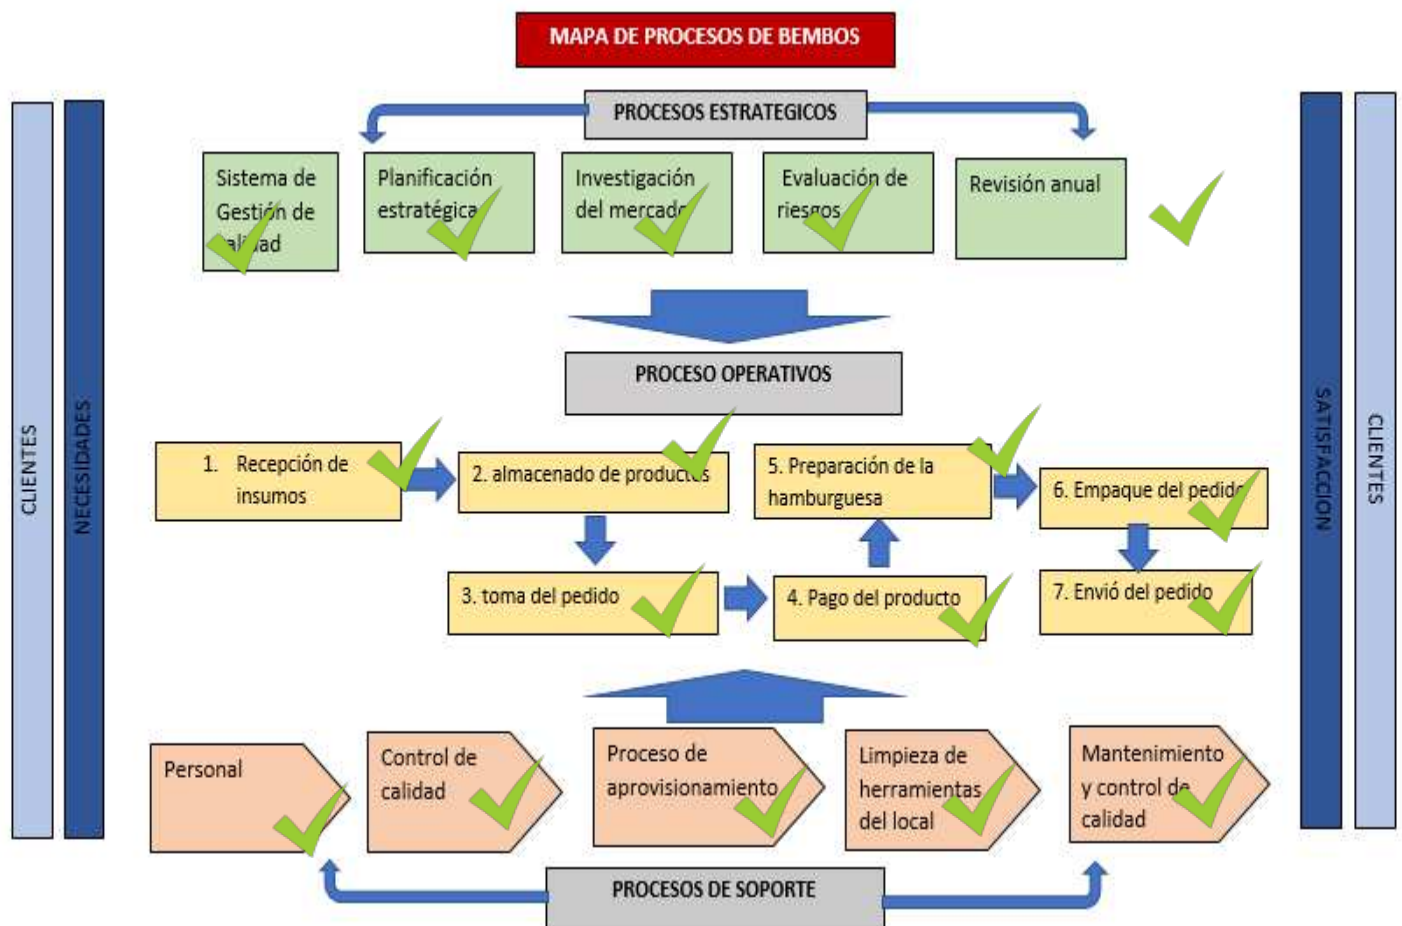 MAPA DE PROCESOS DE BEMBOS
PROCESOS ESTRATEGICOS
Sistema de
Gestión de
calidad
Planificación
estratégica
Investigación
del mercado
Evaluación de
riesgos
Revisión anual
PROCESO OPERATIVOS
CLIENTES
NECESIDADES
1. Recepción de
insumos
2. almacenado de productos
3. toma del pedido
4. Pago del producto
5. Preparación de la
hamburguesa
6. Empaque del pedido
7. Envió del pedido
SATISFACCION
CLIENTES
Personal
Control de
calidad
Proceso de
aprovisionamiento
Limpieza de
herramientas
del local
Mantenimiento
y control de
calidad
PROCESOS DE SOPORTE